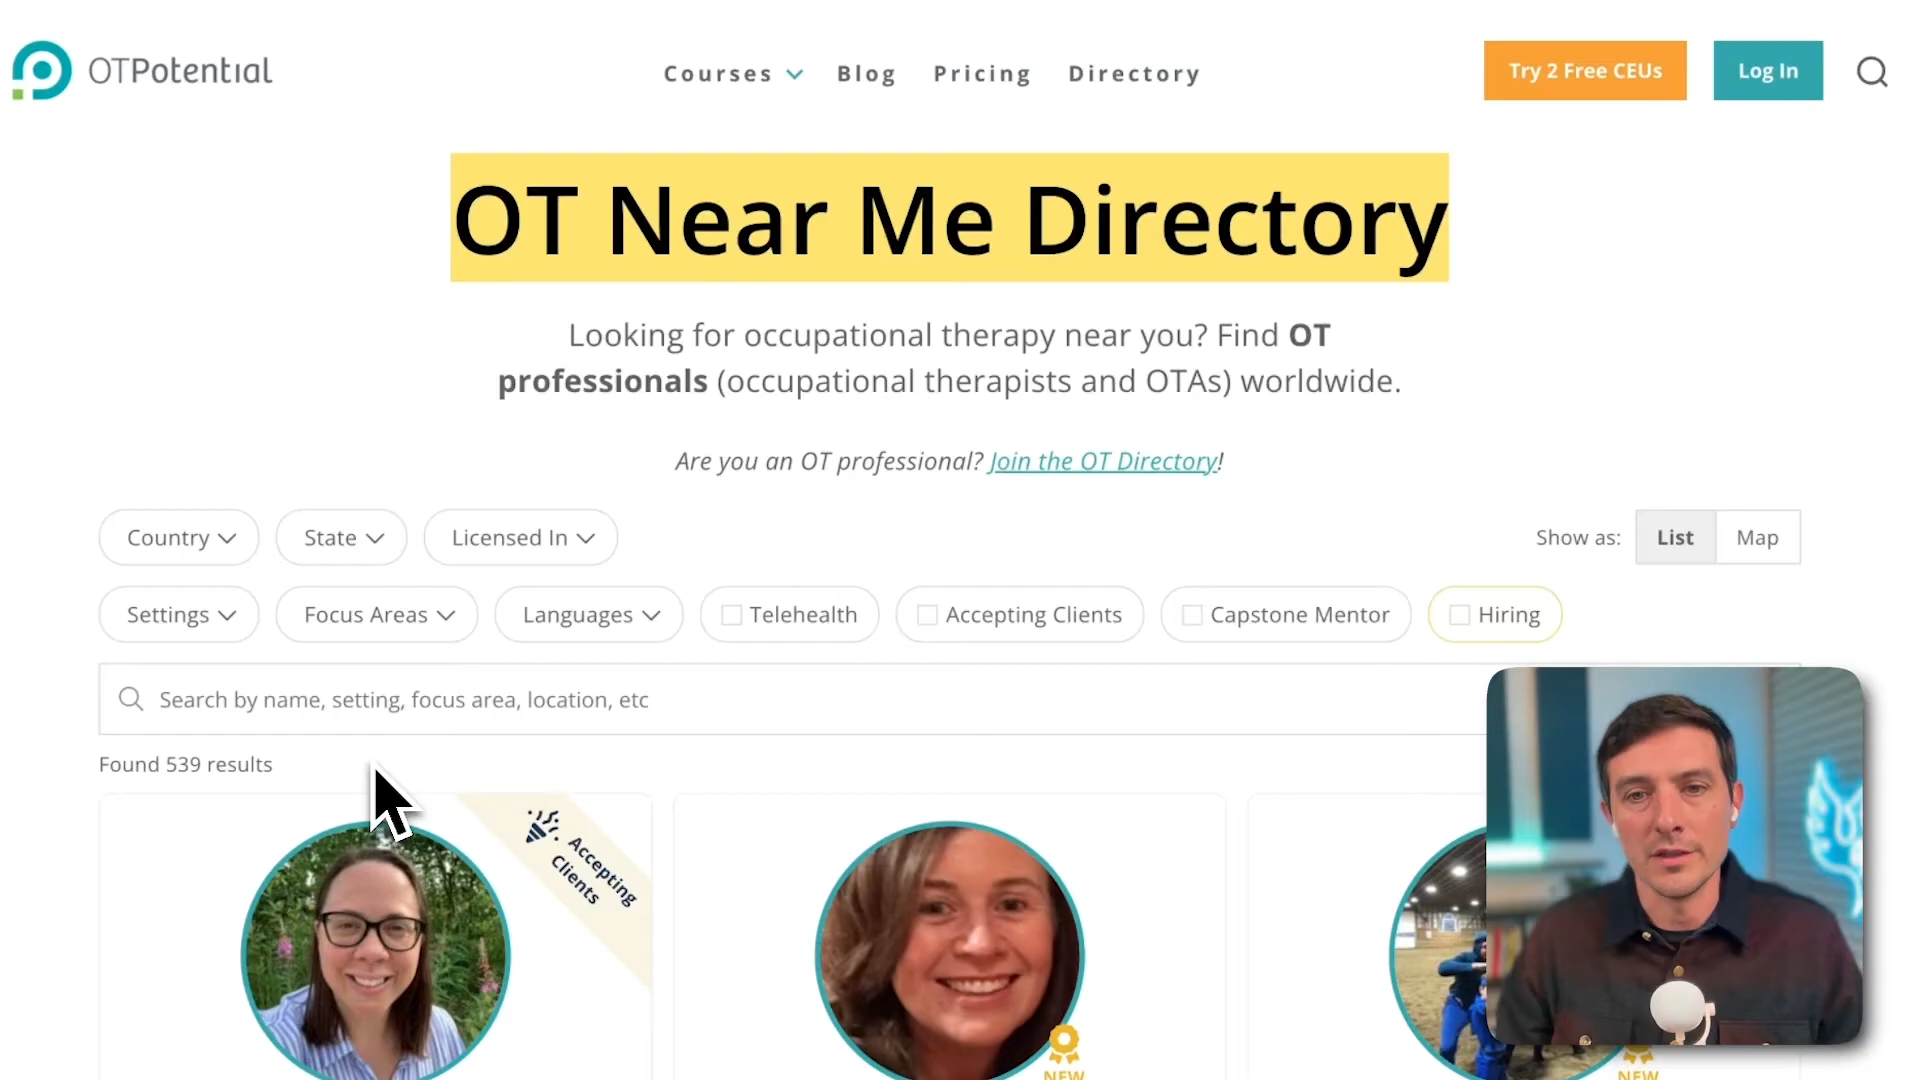 OTPotential
Courses
Blog
Pricing
Directory
Try 2 Free CEUs
Log In
OT Near Me Directory
Looking for occupational therapy near you? Find OT
professionals (occupational therapists and OTAs) worldwide.
Are you an OT professional? Join the OT Directory!
Country
State
Licensed In
Show as:
List
Map
Settings
Focus Areas
Languages
Telehealth
Accepting Clients
Capstone Mentor
Hiring
Search by name, setting, focus area, location, etc
Found 539 results
Accepting
Clients
NEW
NEW